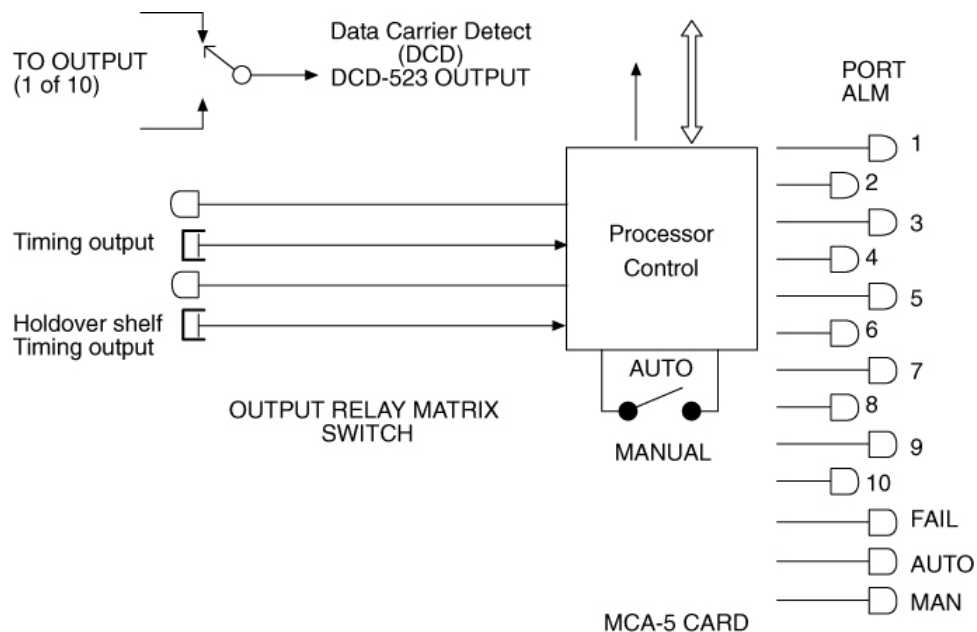 TO OUTPUT
(1 of 10)
Data Carrier Detect
(DCD)
DCD-523 OUTPUT
PORT
ALM
1
2
3
4
5
6
7
8
9
10
FAIL
AUTO
MAN
Timing output
Holdover shelf
Timing output
Processor
Control
AUTO
MANUAL
OUTPUT RELAY MATRIX
SWITCH
MCA-5 CARD